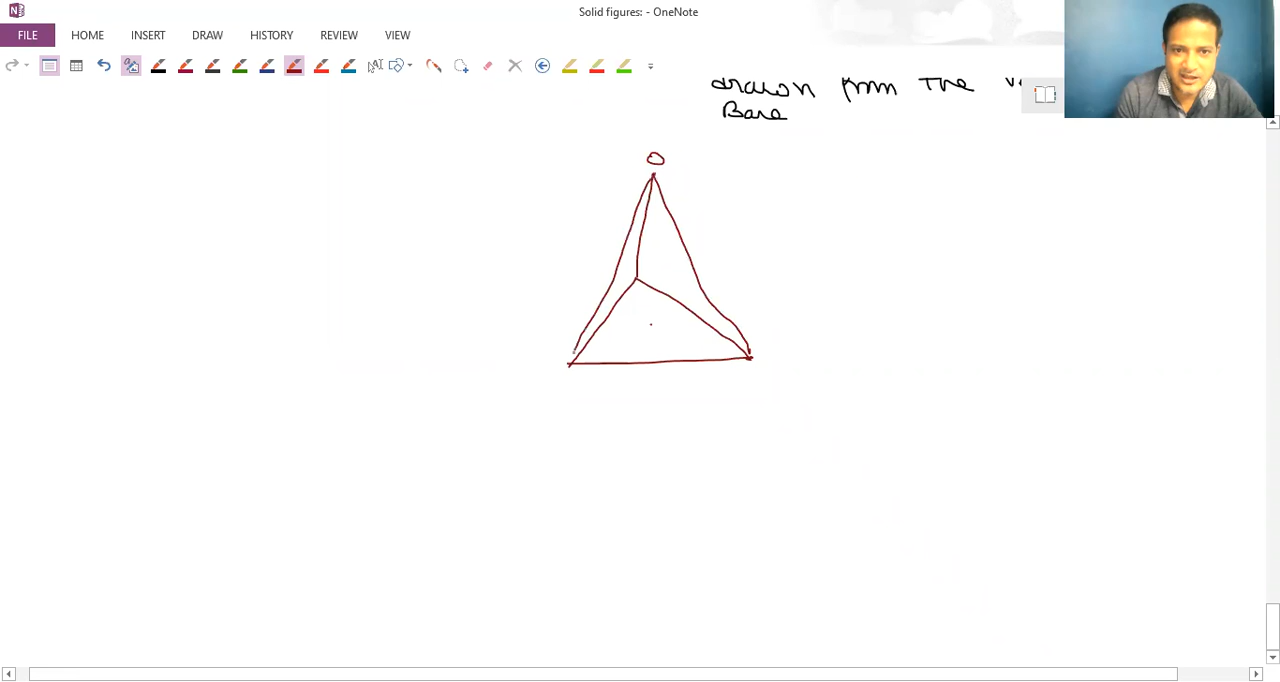 Solid figures: - OneNote
FILE HOME INSERT DRAW HISTORY REVIEW VIEW
drawn from The
Base
O